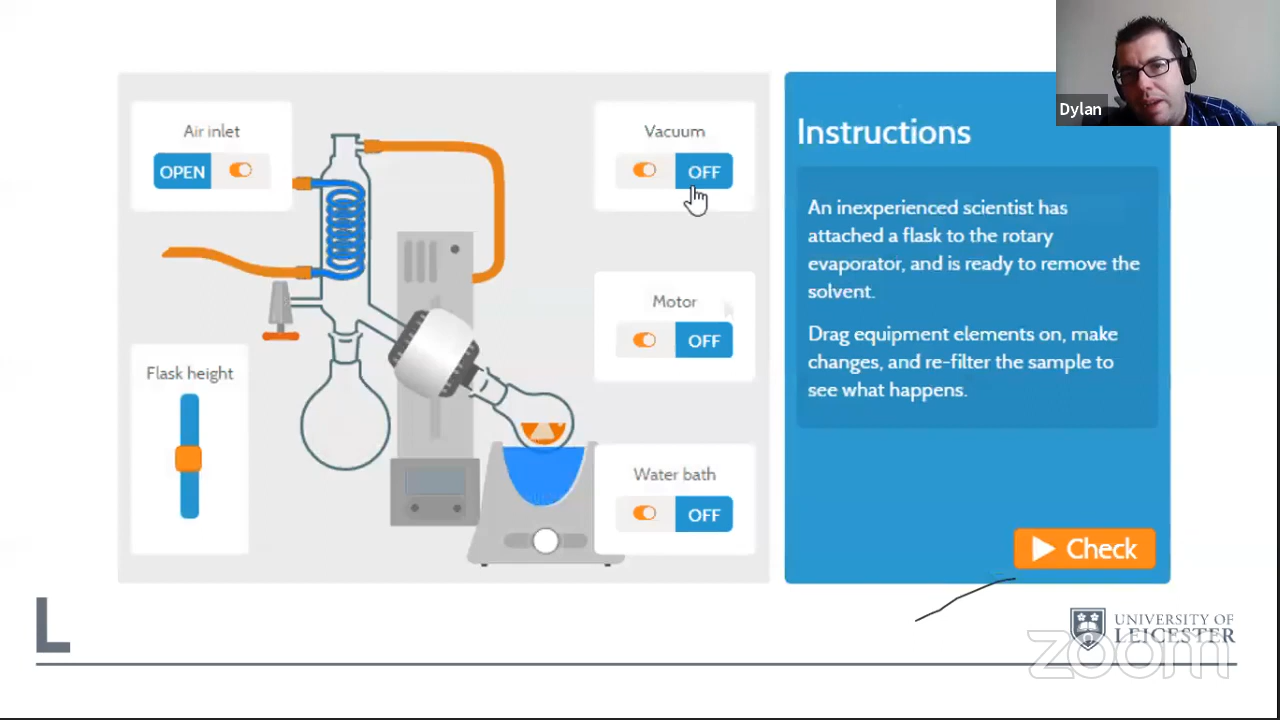 Dylan
Air inlet
OPEN
Vacuum
OFF
Motor
OFF
Flask height
Water bath
OFF
Instructions
An inexperienced scientist has
attached a flask to the rotary
evaporator, and is ready to remove the
solvent.
Drag equipment elements on, make
changes, and re-filter the sample to
see what happens.
Check
L
UNIVERSITY OF
LEICESTER
zoom